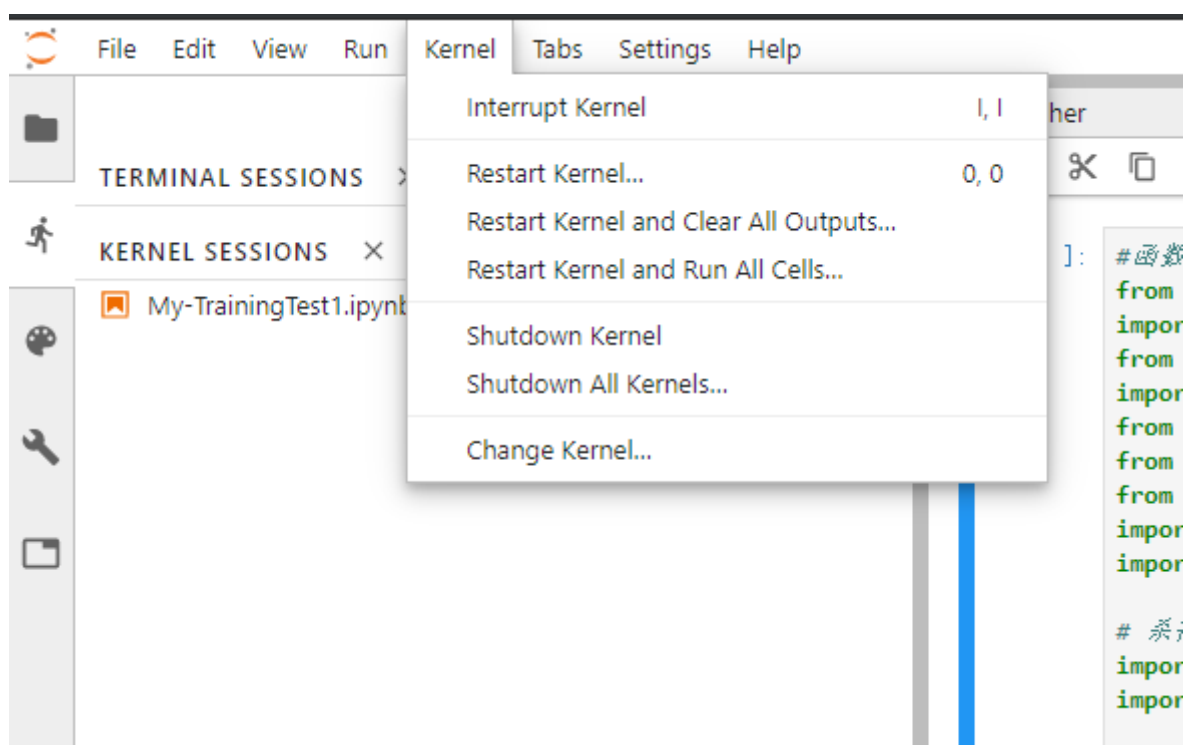 File Edit View Run Kernel Tabs Settings Help
Interrupt Kernel I, I
her
TERMINAL SESSIONS
Restart Kernel... 0, 0
Restart Kernel and Clear All Outputs...
KERNEL SESSIONS ×
]: #函数
Restart Kernel and Run All Cells...
from
My-TrainingTest1.ipynb
impor
Shutdown Kernel
from
Shutdown All Kernels...
impor
from
Change Kernel...
from
from
impor
impor
#
impor
impor